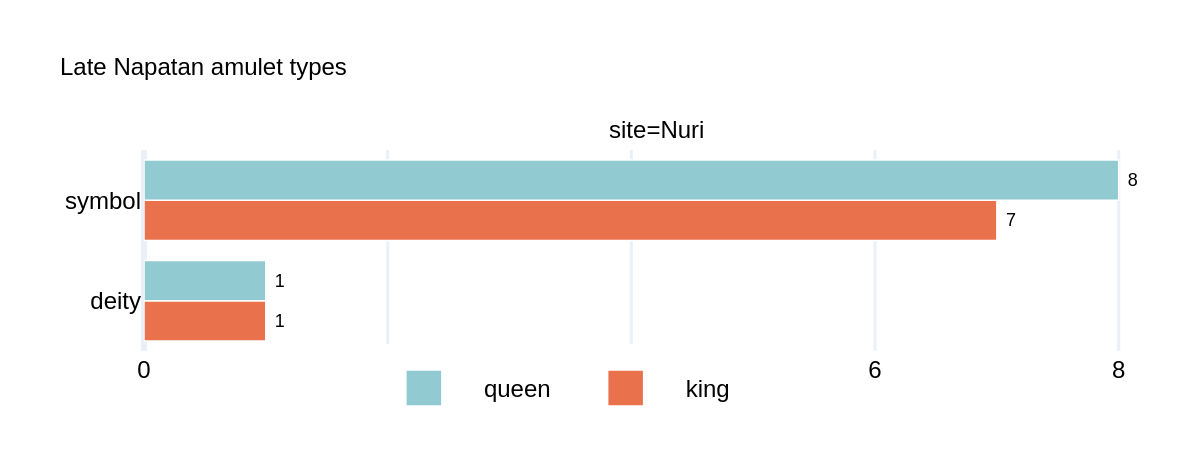 Late Napatan amulet types
site=Nuri
symbol
8
7
deity
1
1
0
6
8
queen
king